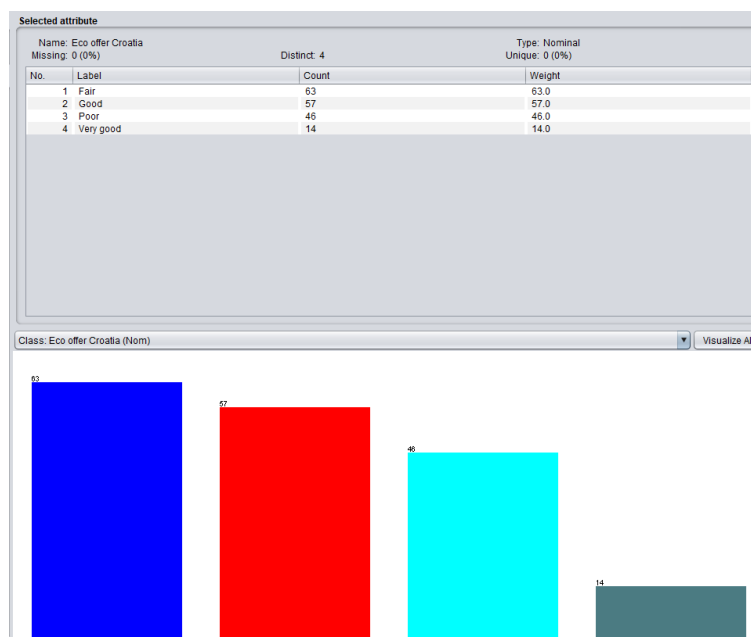 Selected attribute
Name: Eco offer Croatia Type: Nominal
Missing: 0 (0%) Distinct: 4 Unique: 0 (0%)
No. Label Count Weight
1 Fair 63 63.0
2 Good 57 57.0
3 Poor 46 46.0
4 Very good 14 14.0
Class: Eco offer Croatia (Nom) Visualize Al
63
57
46
14